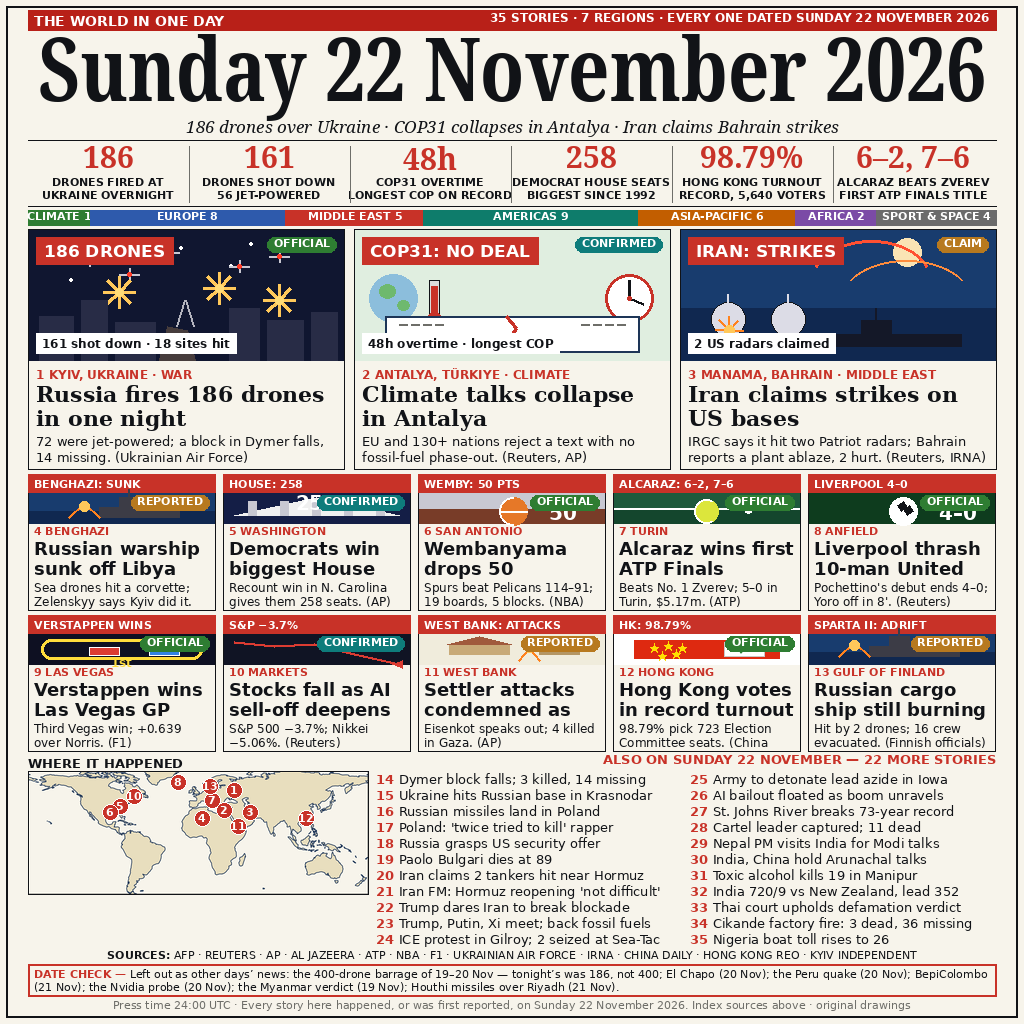 THE WORLD IN ONE DAY
35 STORIES · 7 REGIONS · EVERY ONE DATED SUNDAY 22 NOVEMBER 2026
Sunday 22 November 2026
186 drones over Ukraine · COP31 collapses in Antalya · Iran claims Bahrain strikes
186
DRONES FIRED AT
UKRAINE OVERNIGHT
161
DRONES SHOT DOWN
56 JET-POWERED
48h
COP31 OVERTIME
LONGEST COP ON RECORD
258
DEMOCRAT HOUSE SEATS
BIGGEST SINCE 1992
98.79%
HONG KONG TURNOUT
RECORD, 5,640 VOTERS
6–2, 7–6
ALCARAZ BEATS ZVEREV
FIRST ATP FINALS TITLE
CLIMATE 1
EUROPE 8
MIDDLE EAST 5
AMERICAS 9
ASIA-PACIFIC 6
AFRICA 2
SPORT & SPACE 4
186 DRONES
OFFICIAL
161 shot down · 18 sites hit
1 KYIV, UKRAINE · WAR
Russia fires 186 drones
in one night
72 were jet-powered; a block in Dymer falls,
14 missing. (Ukrainian Air Force)
COP31: NO DEAL
CONFIRMED
48h overtime · longest COP
2 ANTALYA, TÜRKIYE · CLIMATE
Climate talks collapse
in Antalya
EU and 130+ nations reject a text with no
fossil-fuel phase-out. (Reuters, AP)
IRAN: STRIKES
CLAIM
2 US radars claimed
3 MANAMA, BAHRAIN · MIDDLE EAST
Iran claims strikes on
US bases
IRGC says it hit two Patriot radars; Bahrain
reports a plant ablaze, 2 hurt. (Reuters, IRNA)
BENGHAZI: SUNK
REPORTED
4 BENGHAZI
Russian warship
sunk off Libya
Sea drones hit a corvette;
Zelenskyy says Kyiv did it.
HOUSE: 258
CONFIRMED
5 WASHINGTON
Democrats win
biggest House
Recount win in N. Carolina
gives them 258 seats. (AP)
WEMBY: 50 PTS
OFFICIAL
50
6 SAN ANTONIO
Wembanyama
drops 50
Spurs beat Pelicans 114–91;
19 boards, 5 blocks. (NBA)
ALCARAZ: 6–2, 7–6
OFFICIAL
7 TURIN
Alcaraz wins first
ATP Finals
Beats No. 1 Zverev; 5–0 in
Turin, $5.17m. (ATP)
LIVERPOOL 4–0
OFFICIAL
4–0
8 ANFIELD
Liverpool thrash
10-man United
Pochettino's debut ends 4–0;
Yoro off in 8'. (Reuters)
VERSTAPPEN WINS
OFFICIAL
1ST
9 LAS VEGAS
Verstappen wins
Las Vegas GP
Third Vegas win; +0.639
over Norris. (F1)
S&P −3.7%
CONFIRMED
10 MARKETS
Stocks fall as AI
sell-off deepens
S&P 500 −3.7%; Nikkei
−5.06%. (Reuters)
WEST BANK: ATTACKS
REPORTED
11 WEST BANK
Settler attacks
condemned as
Eisenkot speaks out; 4 killed
in Gaza. (AP)
HK: 98.79%
OFFICIAL
12 HONG KONG
Hong Kong votes
in record turnout
98.79% pick 723 Election
Committee seats. (China
SPARTA II: ADRIFT
REPORTED
13 GULF OF FINLAND
Russian cargo
ship still burning
Hit by 2 drones; 16 crew
evacuated. (Finnish officials)
WHERE IT HAPPENED
8
13
1
10
5
6
7
2
4
3
11
12
ALSO ON SUNDAY 22 NOVEMBER — 22 MORE STORIES
14 Dymer block falls; 3 killed, 14 missing
15 Ukraine hits Russian base in Krasnodar
16 Russian missiles land in Poland
17 Poland: 'twice tried to kill' rapper
18 Russia grasps US security offer
19 Paolo Bulgari dies at 89
20 Iran claims 2 tankers hit near Hormuz
21 Iran FM: Hormuz reopening 'not difficult'
22 Trump dares Iran to break blockade
23 Trump, Putin, Xi meet; back fossil fuels
24 ICE protest in Gilroy; 2 seized at Sea-Tac
25 Army to detonate lead azide in Iowa
26 AI bailout floated as boom unravels
27 St. Johns River breaks 73-year record
28 Cartel leader captured; 11 dead
29 Nepal PM visits India for Modi talks
30 India, China hold Arunachal talks
31 Toxic alcohol kills 19 in Manipur
32 India 720/9 vs New Zealand, lead 352
33 Thai court upholds defamation verdict
34 Cikande factory fire: 3 dead, 36 missing
35 Nigeria boat toll rises to 26
SOURCES: AFP · REUTERS · AP · AL JAZEERA · ATP · NBA · F1 · UKRAINIAN AIR FORCE · IRNA · CHINA DAILY · HONG KONG REO · KYIV INDEPENDENT
DATE CHECK — Left out as other days’ news: the 400-drone barrage of 19–20 Nov — tonight’s was 186, not 400; El Chapo (20 Nov); the Peru quake (20 Nov); BepiColombo
(21 Nov); the Nvidia probe (20 Nov); the Myanmar verdict (19 Nov); Houthi missiles over Riyadh (21 Nov).
Press time 24:00 UTC · Every story here happened, or was first reported, on Sunday 22 November 2026. Index sources above · original drawings